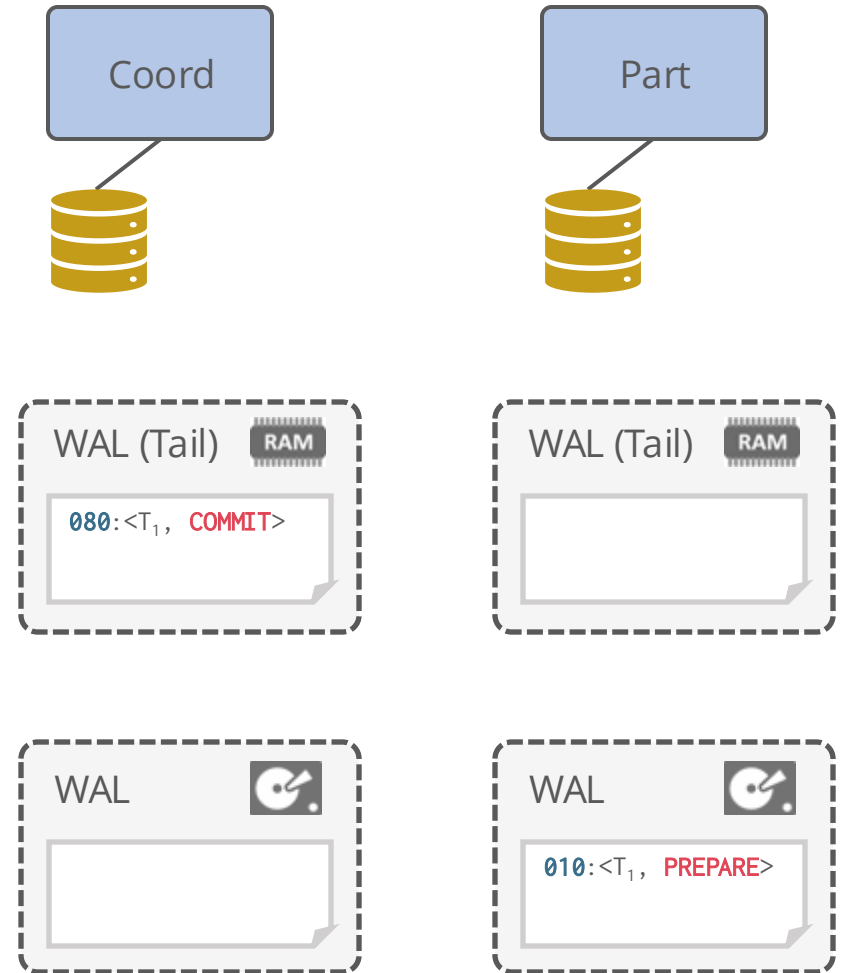 Coord
Part
WAL (Tail) RAM
080:<T₁, COMMIT>
WAL (Tail) RAM
WAL
WAL
010:<T₁, PREPARE>